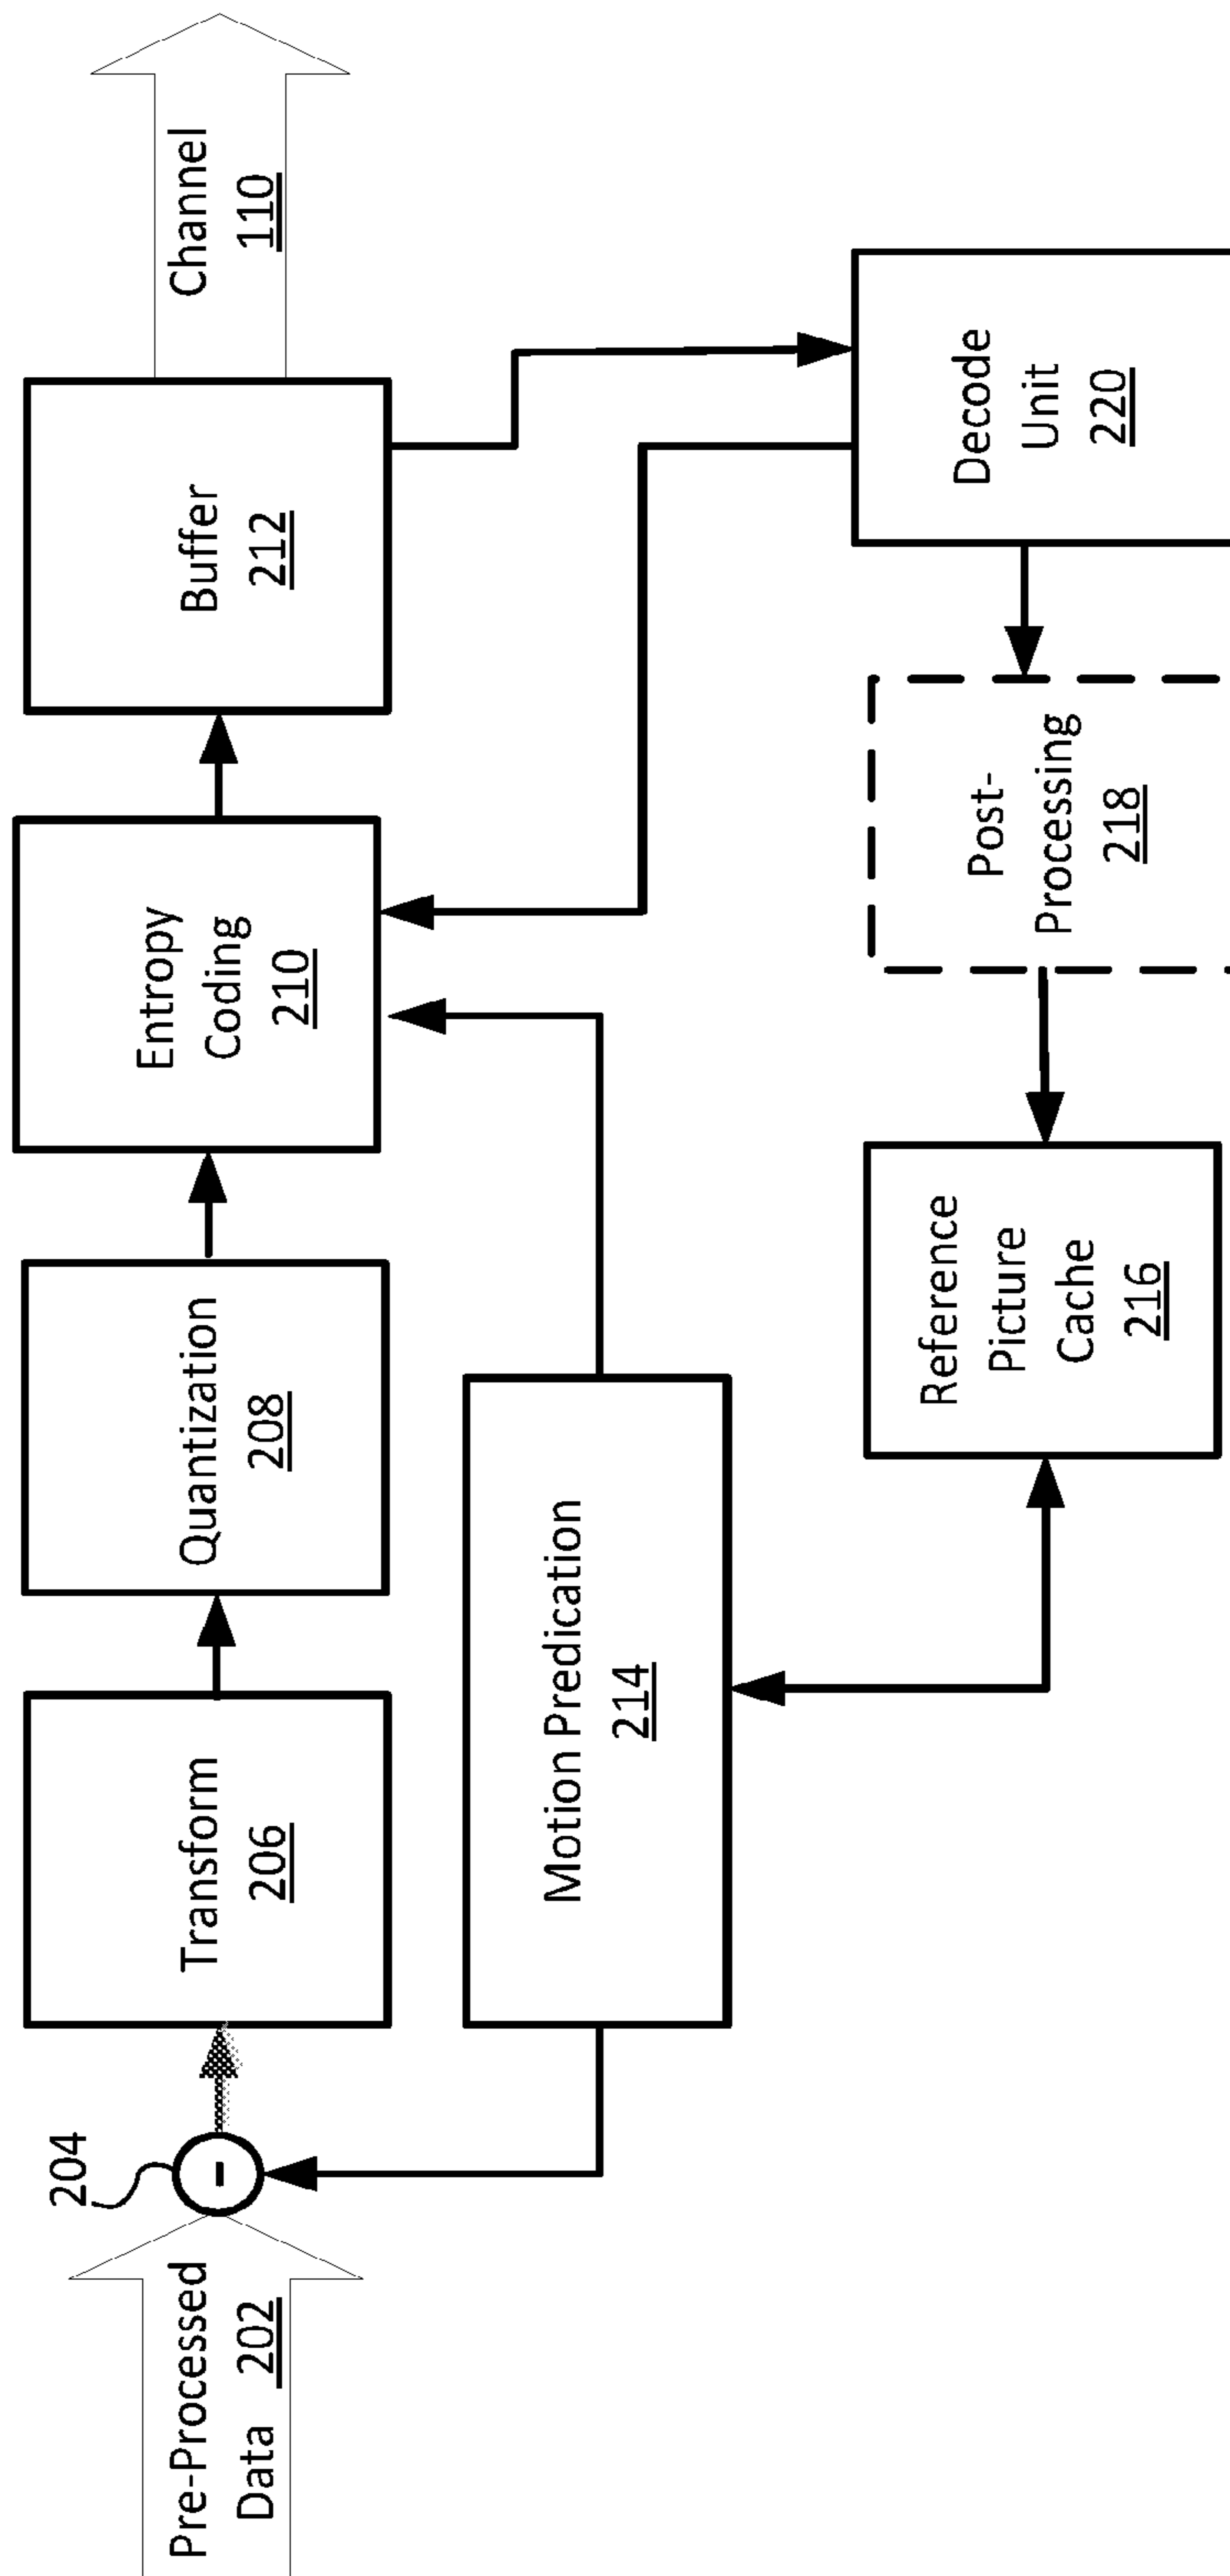 Pre-Processed
Data 202
204
Transform
206
Quantization
208
Entropy
Coding
210
Buffer
212
Channel
110
Motion Predication
214
Reference
Picture
Cache
216
Post-
Processing
218
Decode
Unit
220